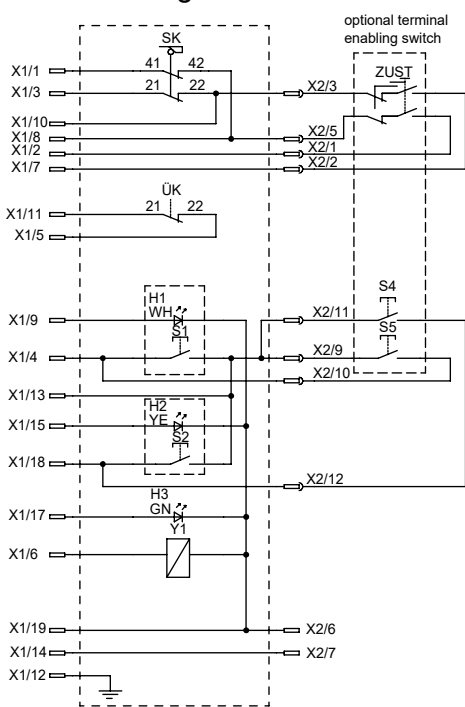 optional terminal
enabling switch
SK
41 42
X1/1
ZUST
21 22
X1/3
X2/3
X1/10
X1/8
X2/5
X1/2
X2/1
X1/7
X2/2
ÜK
21 22
X1/11
X1/5
S4
H1
WH
X1/9
X2/11
S1
S5
X1/4
X2/9
X2/10
X1/13
H2
YE
X1/15
S2
X1/18
X2/12
H3
GN
X1/17
Y1
X1/6
X1/19
X2/6
X1/14
X2/7
X1/12